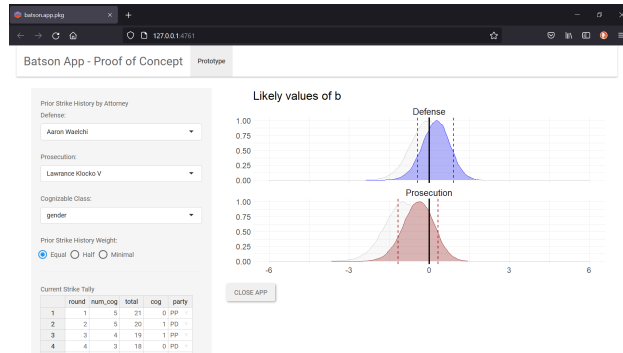 batson.app.pkg × +
127.0.0.1:4761
Batson App - Proof of Concept Prototype
Prior Strike History by Attorney
Defense:
Aaron Waelchi
Prosecution:
Lawrance Klocko V
Cognizable Class:
gender
Prior Strike History Weight:
Equal Half Minimal
Current Strike Tally
round num_cog total cog party
1 1 5 21 0 PP
2 2 5 20 1 PD
3 3 4 19 1 PP
4 4 3 18 0 PD
Likely values of b
Defense
1.00
0.75
0.50
0.25
0.00
Prosecution
1.00
0.75
0.50
0.25
0.00
-6 -3 0 3 6
CLOSE APP